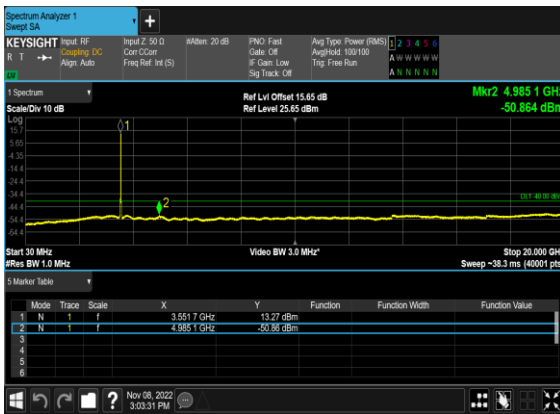 Spectrum Analyzer 1
Swept SA
KEYSIGHT Input: RF Input Z: 50 Ω #Atten: 20 dB PNO: Fast Avg Type: Power (RMS) 1 2 3 4 5 6
R T Coupling: DC Corr CCorr Gate: Off Avg|Hold: 100/100 A W W W W W
Align: Auto Freq Ref: Int (S) IF Gain: Low Trig: Free Run
Sig Track: Off A N N N N N
1 Spectrum Ref Lvl Offset 15.65 dB Mkr2 4.985 1 GHz
Scale/Div 10 dB Ref Level 25.65 dBm -50.864 dBm
Log
15.7
5.65
-4.35
-14.4
-24.4
-34.4
-44.4
-54.4
-64.4
1
2
DL1 -40.00 dBm
Start 30 MHz Video BW 3.0 MHz* Stop 20.000 GHz
#Res BW 1.0 MHz Sweep ~38.3 ms (40001 pts)
5 Marker Table
Mode Trace Scale X Y Function Function Width Function Value
1 N 1 f 3.551 7 GHz 13.27 dBm
2 N 1 f 4.985 1 GHz -50.86 dBm
3
4
5
6
Nov 08, 2022
3:03:31 PM